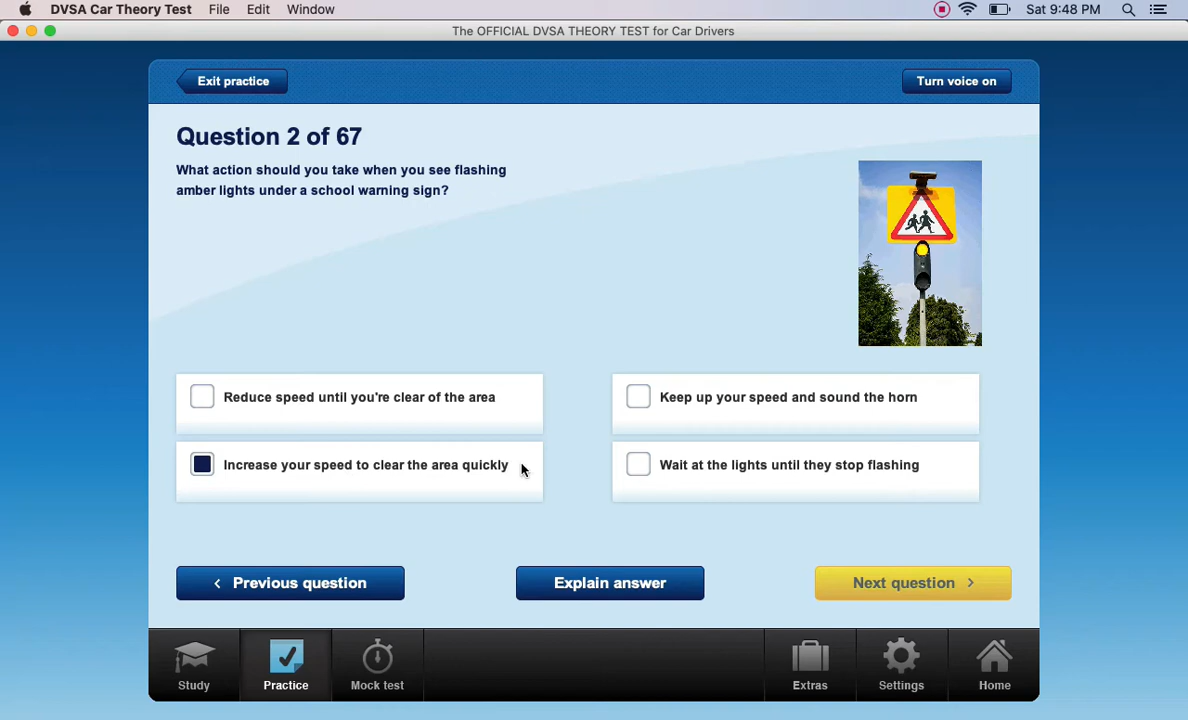 DVSA Car Theory Test File Edit Window Sat 9:48 PM
The OFFICIAL DVSA THEORY TEST for Car Drivers
Exit practice
Turn voice on
Question 2 of 67
What action should you take when you see flashing
amber lights under a school warning sign?
Reduce speed until you're clear of the area
Keep up your speed and sound the horn
Increase your speed to clear the area quickly
Wait at the lights until they stop flashing
Previous question
Explain answer
Next question
Study
Practice
Mock test
Extras
Settings
Home